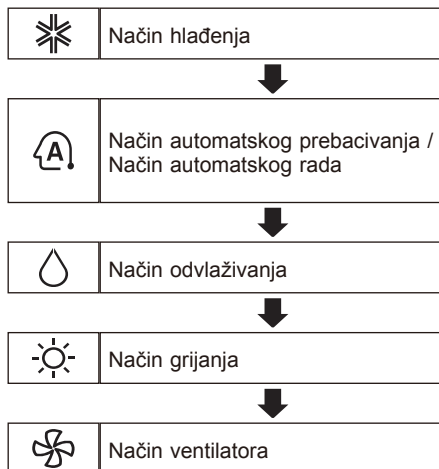 Način hlađenja
A
Način automatskog prebacivanja /
Način automatskog rada
Način odvlaživanja
Način grijanja
Način ventilatora